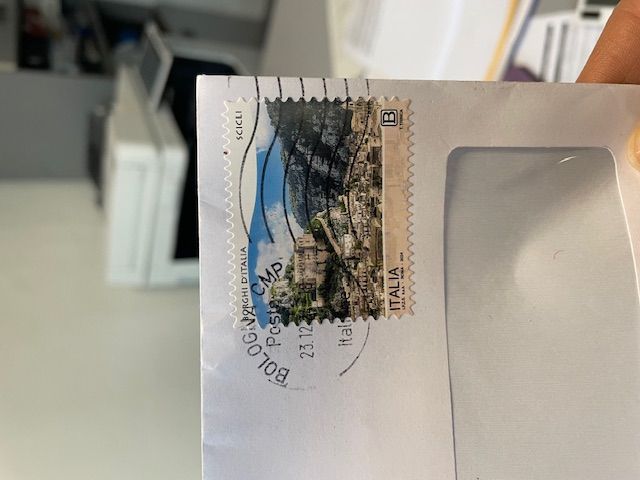 BORGHI D'ITALIA
SCICLI
ITALIA
B
BOLOGNA CMP
Poste
23.12
Ital